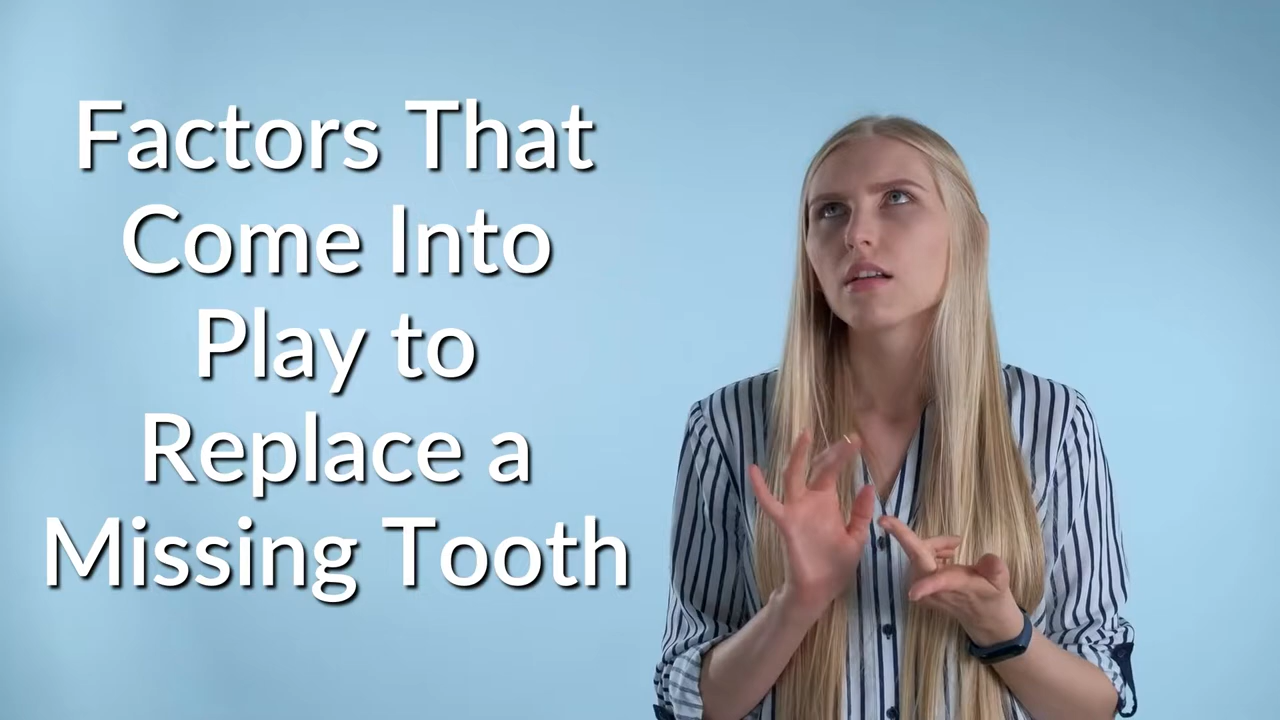 Factors That
Come Into
Play to
Replace a
Missing Tooth